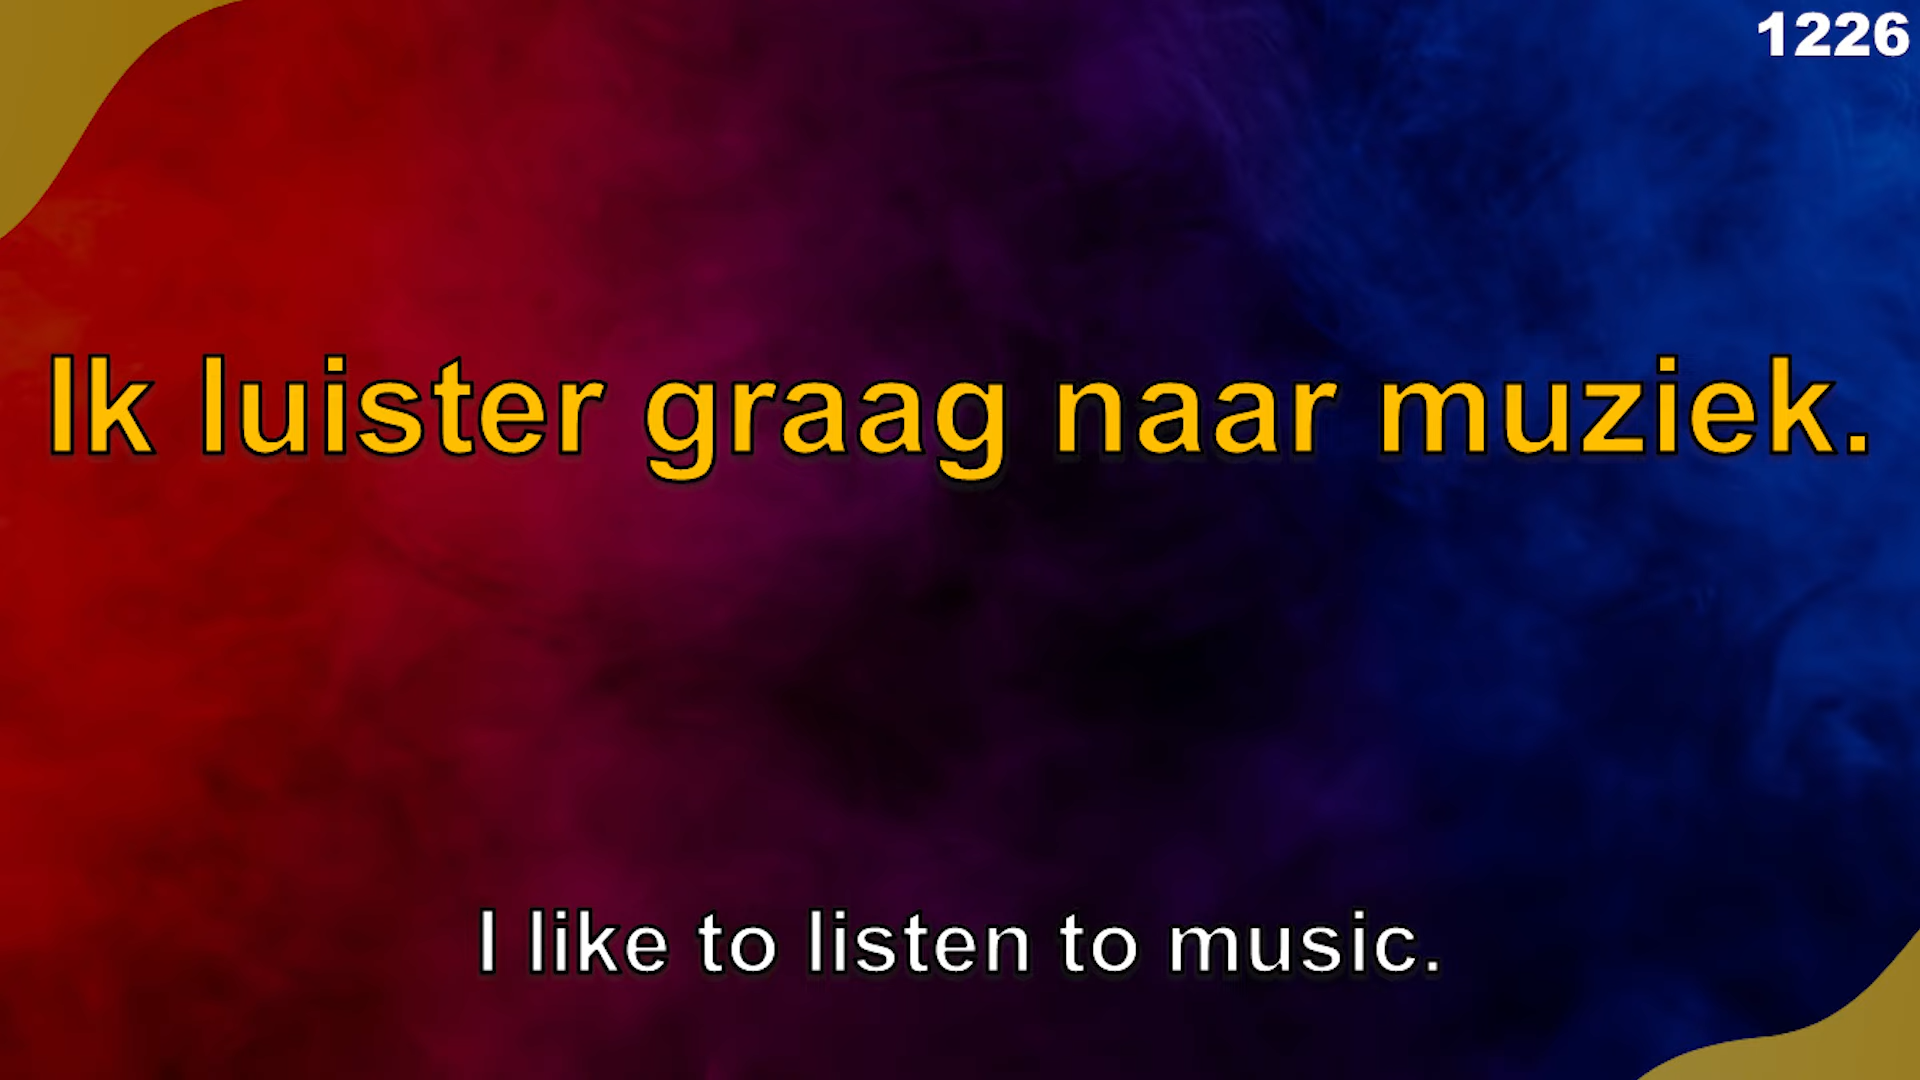 1226
Ik luister graag naar muziek.
I like to listen to music.